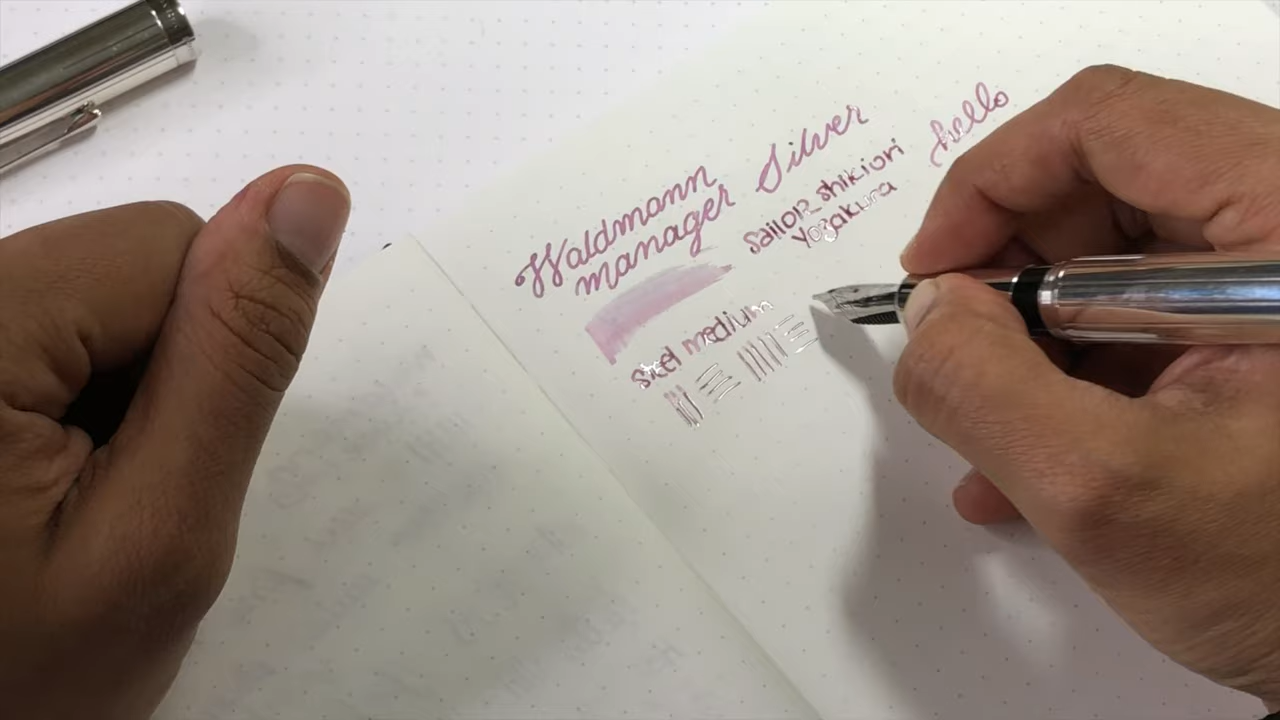 Waldmann
manager Silver
Sailor shikiori
Yozakura
hello
Steel medium